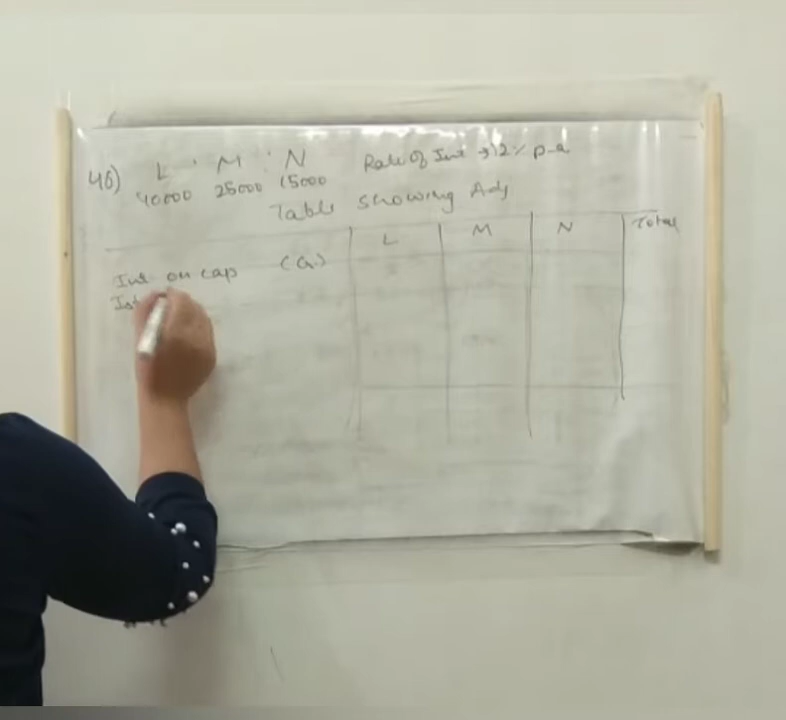 46) L : M : N Rate of Int → 12% p.a
40000 25000 15000
Table showing Adj
L M N Total
Int on cap (Cr.)